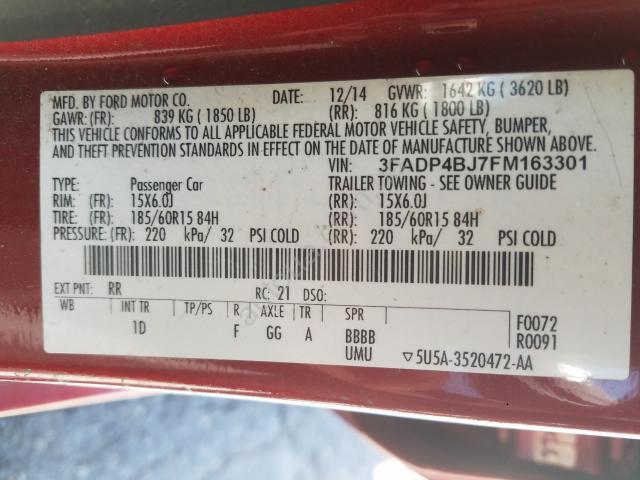 MFD. BY FORD MOTOR CO. DATE: 12/14 GVWR: 1642 KG ( 3620 LB)
GAWR: (FR): 839 KG ( 1850 LB) (RR): 816 KG ( 1800 LB)
THIS VEHICLE CONFORMS TO ALL APPLICABLE FEDERAL MOTOR VEHICLE SAFETY, BUMPER,
AND THEFT PREVENTION STANDARDS IN EFFECT ON THE DATE OF MANUFACTURE SHOWN ABOVE.
VIN: 3FADP4BJ7FM163301
TYPE: Passenger Car TRAILER TOWING - SEE OWNER GUIDE
RIM: (FR): 15X6.0J (RR): 15X6.0J
TIRE: (FR): 185/60R15 84H (RR): 185/60R15 84H
PRESSURE: (FR): 220 kPa/ 32 PSI COLD (RR): 220 kPa/ 32 PSI COLD
EXT PNT: RR RC: 21 DSO:
WB INT TR TP/PS R AXLE TR SPR F0072
1D F GG A BBBB R0091
UMU ▽5U5A-3520472-AA